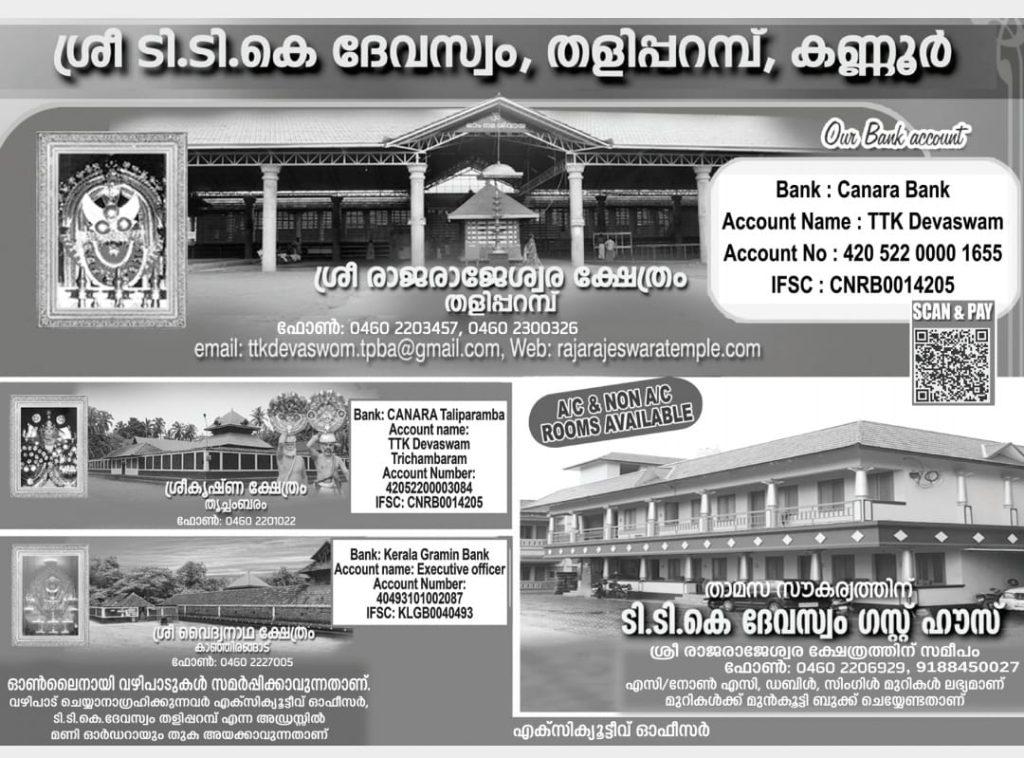 ശ്രീ ടി.ടി.കെ ദേവസ്വം, തളിപ്പറമ്പ്, കണ്ണൂർ
ഓം നമഃ ശിവായ
Our Bank account
Bank : Canara Bank
Account Name : TTK Devaswam
Account No : 420 522 0000 1655
IFSC : CNRB0014205
SCAN & PAY
ശ്രീ രാജരാജേശ്വര ക്ഷേത്രം
തളിപ്പറമ്പ്
ഫോൺ: 0460 2203457, 0460 2300326
email: ttkdevaswom.tpba@gmail.com, Web: rajarajeswaratemple.com
Bank: CANARA Taliparamba
Account name:
TTK Devaswam
Trichambaram
Account Number:
42052200003084
IFSC: CNRB0014205
ശ്രീകൃഷ്ണ ക്ഷേത്രം
തൃച്ചംബരം
ഫോൺ: 0460 2201022
Bank: Kerala Gramin Bank
Account name: Executive officer
Account Number:
40493101002087
IFSC: KLGB0040493
ശ്രീ വൈദ്യനാഥ ക്ഷേത്രം
കാഞ്ഞിരങ്ങാട്
ഫോൺ: 0460 2227005
ഓൺലൈനായി വഴിപാടുകൾ സമർപ്പിക്കാവുന്നതാണ്.
വഴിപാട് ചെയ്യാനാഗ്രഹിക്കുന്നവർ എക്സിക്യൂട്ടീവ് ഓഫീസർ,
ടി.ടി.കെ.ദേവസ്വം തളിപ്പറമ്പ് എന്ന അഡ്രസ്സിൽ
മണി ഓർഡറായും തുക അയക്കാവുന്നതാണ്
A/C & NON A/C
ROOMS AVAILABLE
താമസ സൗകര്യത്തിന്
ടി.ടി.കെ ദേവസ്വം ഗസ്റ്റ് ഹൗസ്
ശ്രീ രാജരാജേശ്വര ക്ഷേത്രത്തിന് സമീപം
ഫോൺ: 0460 2206929, 9188450027
എസി/നോൺ എസി, ഡബിൾ, സിംഗിൾ മുറികൾ ലഭ്യമാണ്
മുറികൾക്ക് മുൻകൂട്ടി ബുക്ക് ചെയ്യേണ്ടതാണ്
എക്സിക്യൂട്ടീവ് ഓഫീസർ